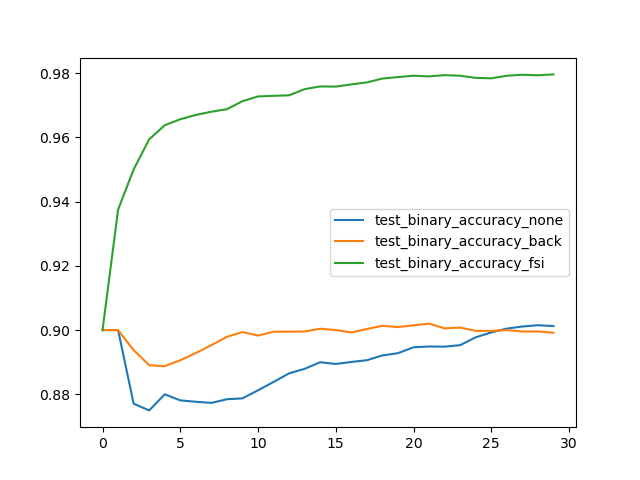 0.98
0.96
0.94
0.92
0.90
0.88
test_binary_accuracy_none
test_binary_accuracy_back
test_binary_accuracy_fsi
0 5 10 15 20 25 30